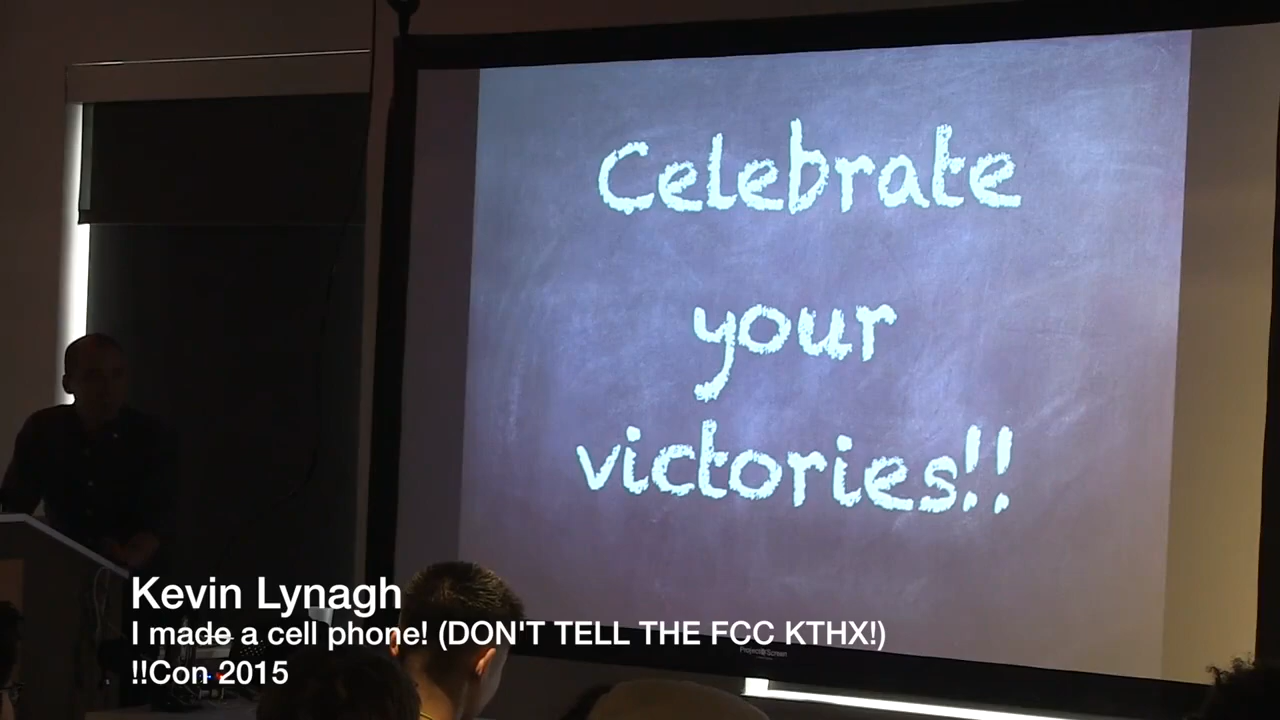 Celebrate
your
victories!!
Kevin Lynagh
I made a cell phone! (DON'T TELL THE FCC KTHX!)
!!Con 2015